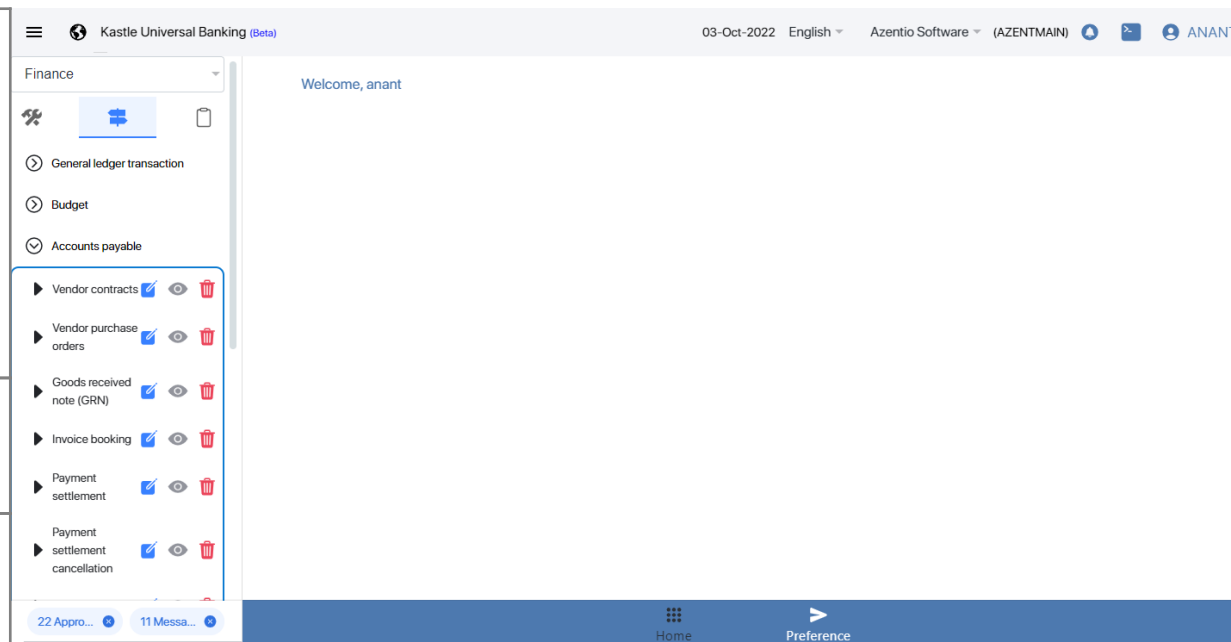 Kastle Universal Banking (Beta)
03-Oct-2022 English Azentio Software (AZENTMAIN) ANANT
Finance
Welcome, anant
General ledger transaction
Budget
Accounts payable
Vendor contracts
Vendor purchase
orders
Goods received
note (GRN)
Invoice booking
Payment
settlement
Payment
settlement
cancellation
22 Appro...
11 Messa...
Home
Preference